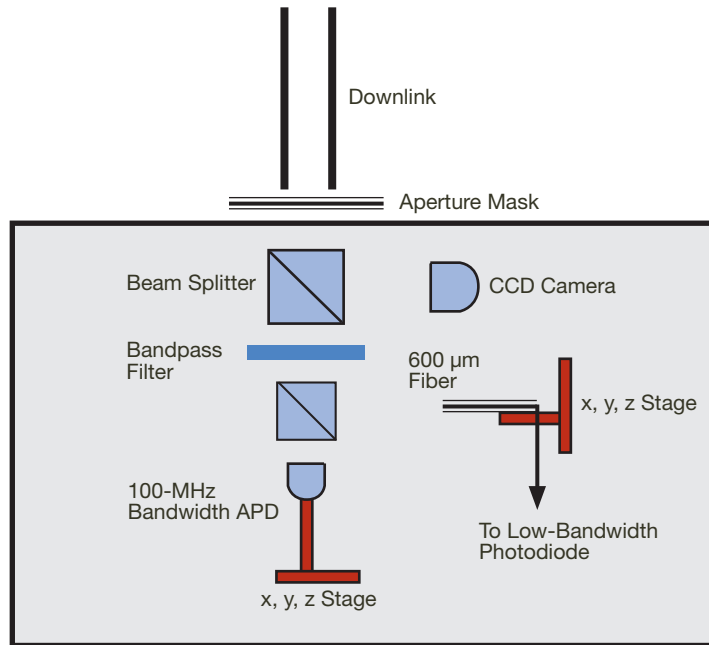 Downlink
Aperture Mask
Beam Splitter
CCD Camera
Bandpass
Filter
600 µm
Fiber
x, y, z Stage
100-MHz
Bandwidth APD
To Low-Bandwidth
Photodiode
x, y, z Stage